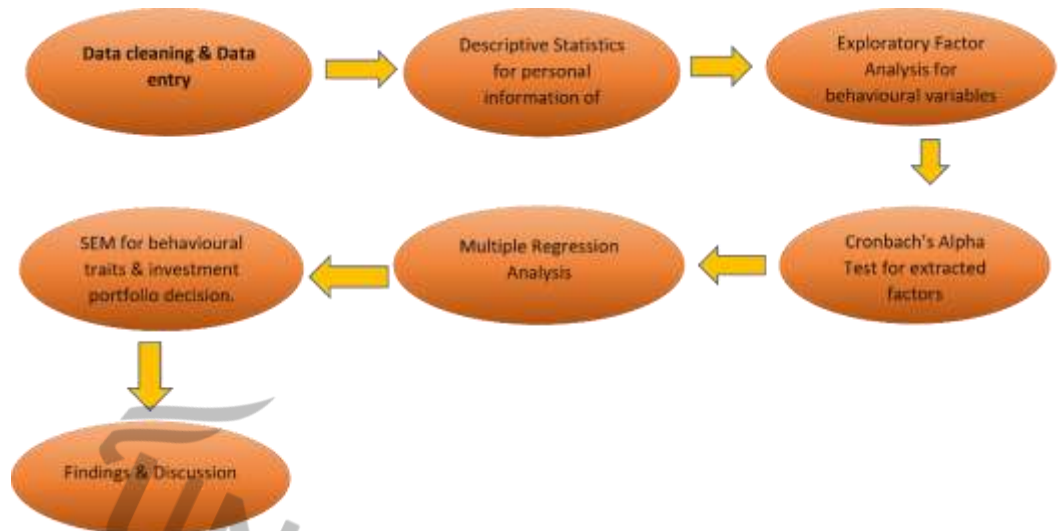 Data cleaning & Data
entry
Descriptive Statistics
for personal
information of
Exploratory Factor
Analysis for
behavioural variables
Cronbach's Alpha
Test for extracted
factors
Multiple Regression
Analysis
SEM for behavioural
traits & investment
portfolio decision.
Findings & Discussion